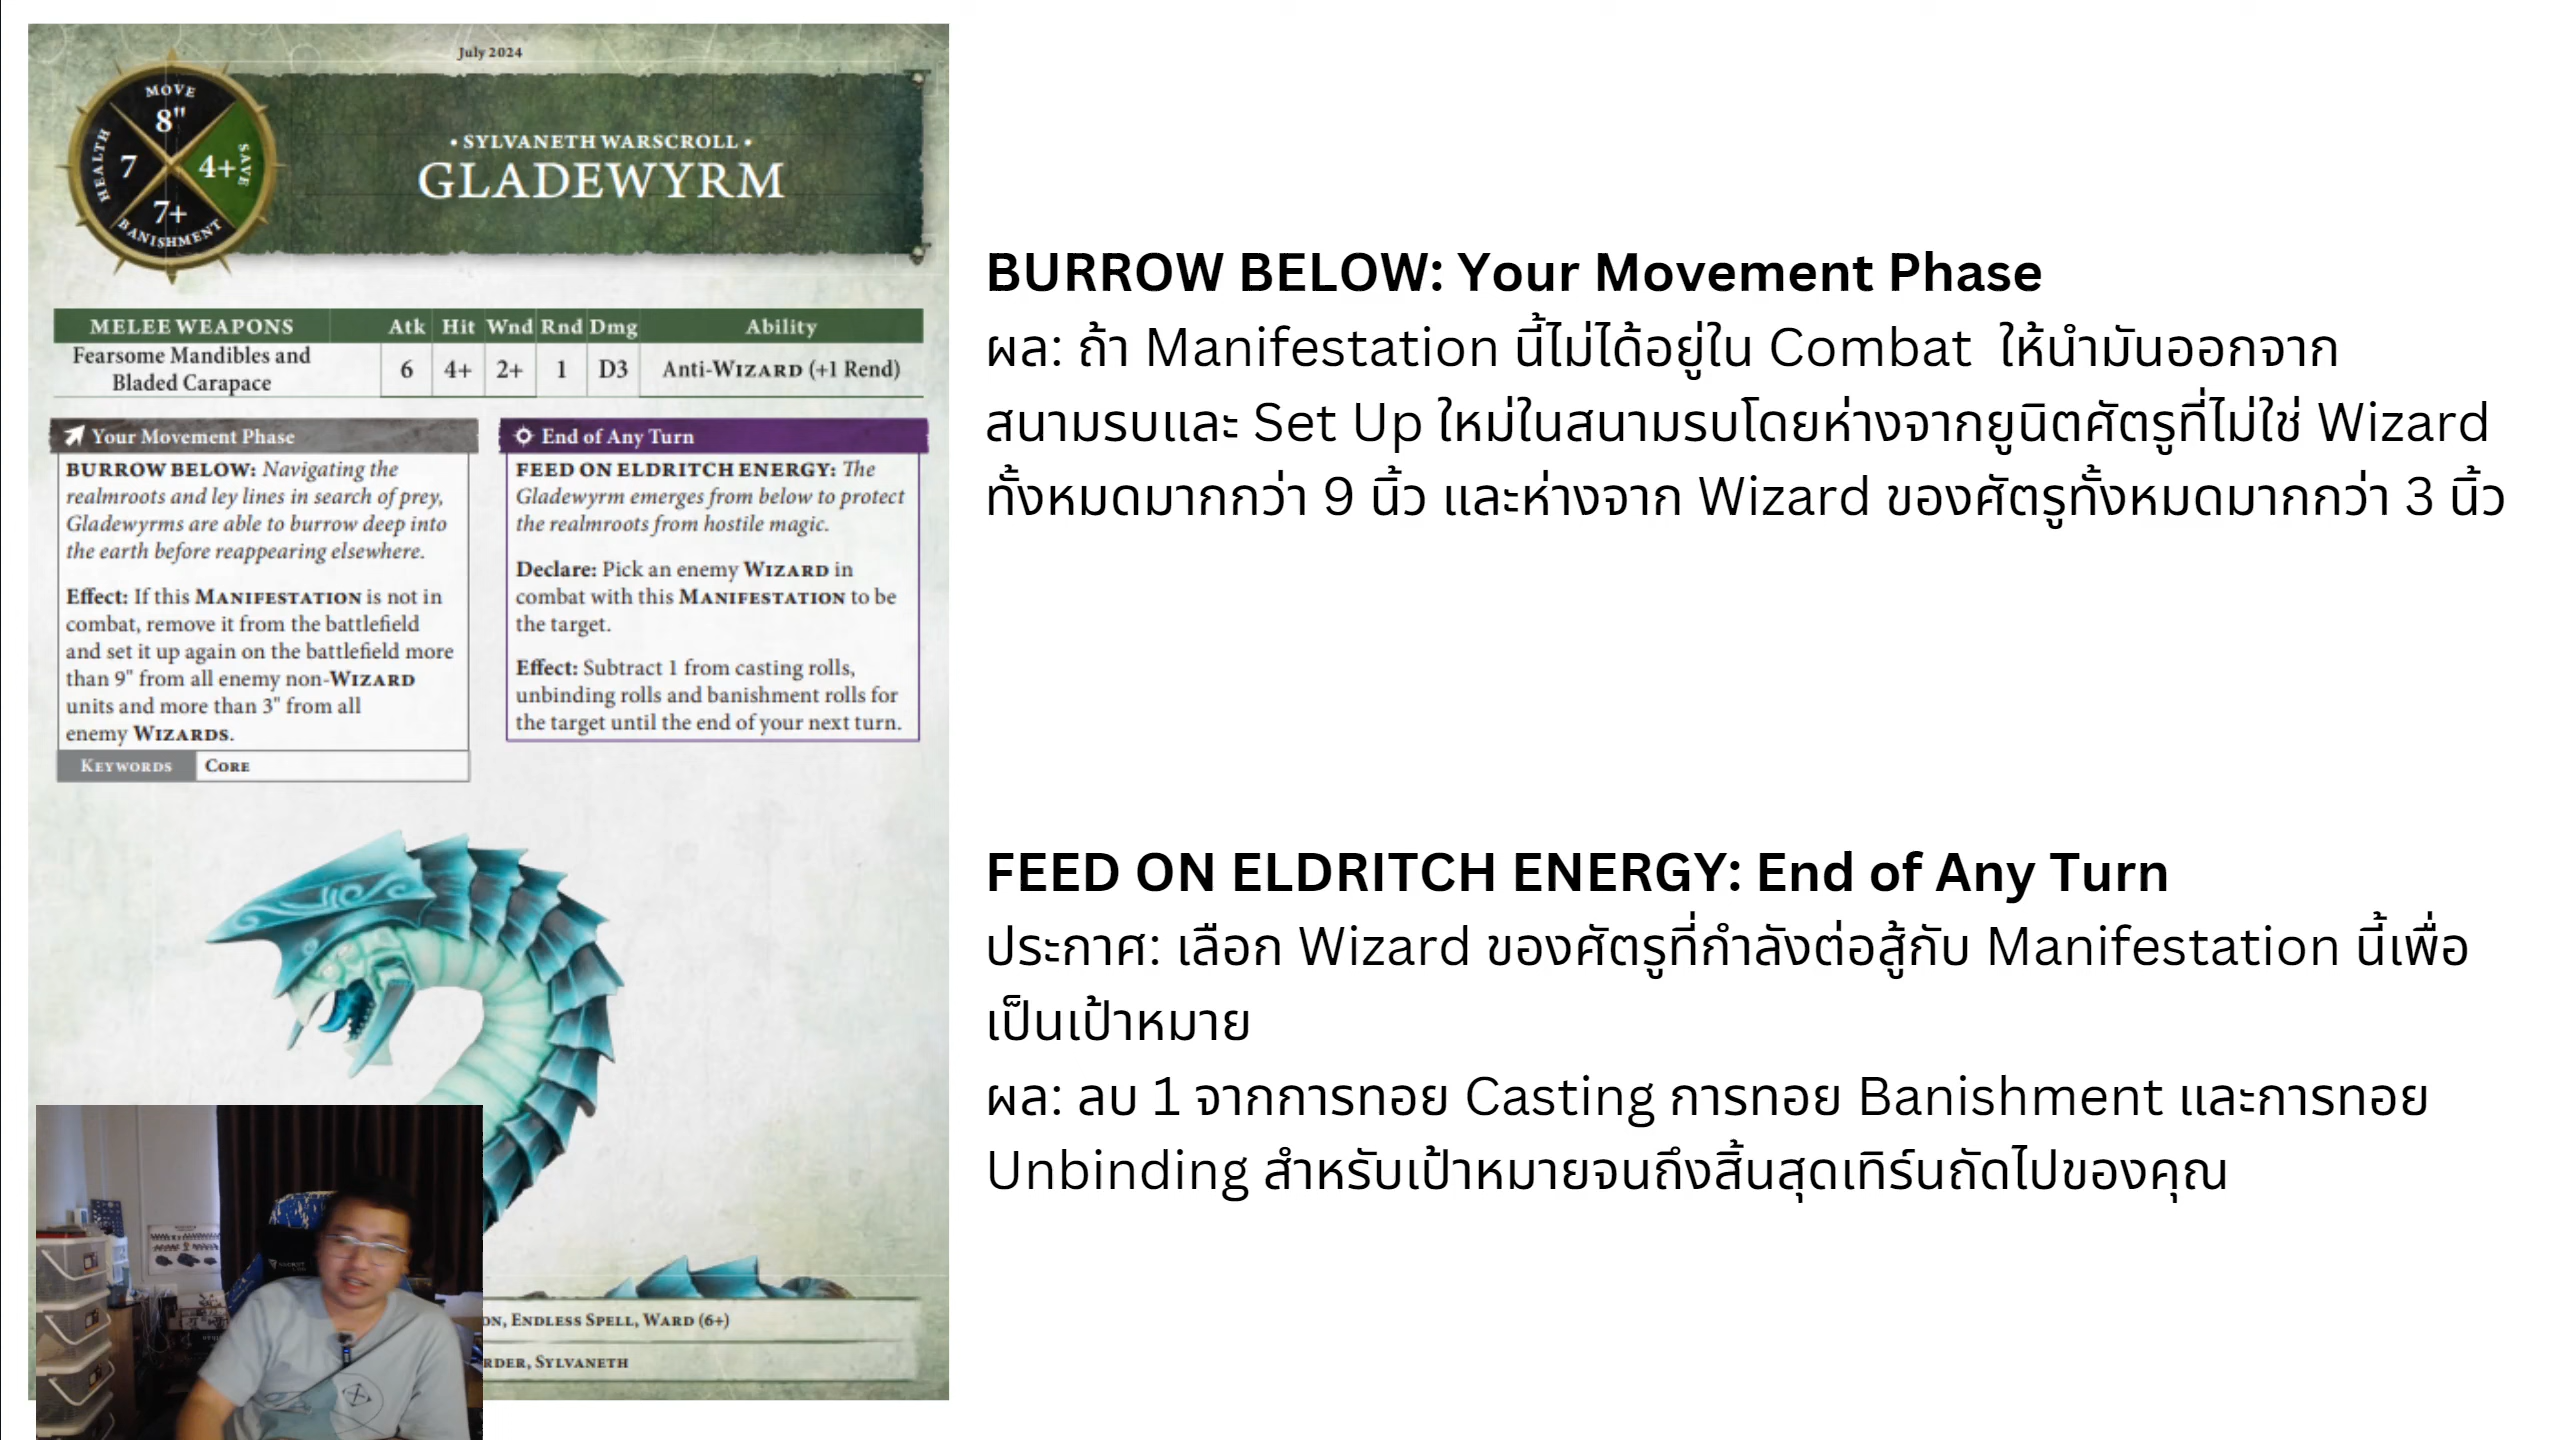 July 2024
MOVE
8"
HEALTH
7
4+
SAVE
7+
BANISHMENT
• SYLVANETH WARSCROLL •
GLADEWYRM
MELEE WEAPONS Atk Hit Wnd Rnd Dmg Ability
Fearsome Mandibles and
Bladed Carapace
6 4+ 2+ 1 D3 Anti-WIZARD (+1 Rend)
Your Movement Phase
BURROW BELOW: Navigating the
realmroots and ley lines in search of prey,
Gladewyrms are able to burrow deep into
the earth before reappearing elsewhere.
Effect: If this MANIFESTATION is not in
combat, remove it from the battlefield
and set it up again on the battlefield more
than 9" from all enemy non-WIZARD
units and more than 3" from all
enemy WIZARDS.
KEYWORDS CORE
End of Any Turn
FEED ON ELDRITCH ENERGY: The
Gladewyrm emerges from below to protect
the realmroots from hostile magic.
Declare: Pick an enemy WIZARD in
combat with this MANIFESTATION to be
the target.
Effect: Subtract 1 from casting rolls,
unbinding rolls and banishment rolls for
the target until the end of your next turn.
ON, ENDLESS SPELL, WARD (6+)
RDER, SYLVANETH
BURROW BELOW: Your Movement Phase
ผล: ถ้า Manifestation นี้ไม่ได้อยู่ใน Combat ให้นำมันออกจาก
สนามรบและ Set Up ใหม่ในสนามรบโดยห่างจากยูนิตศัตรูที่ไม่ใช่ Wizard
ทั้งหมดมากกว่า 9 นิ้ว และห่างจาก Wizard ของศัตรูทั้งหมดมากกว่า 3 นิ้ว
FEED ON ELDRITCH ENERGY: End of Any Turn
ประกาศ: เลือก Wizard ของศัตรูที่กำลังต่อสู้กับ Manifestation นี้เพื่อ
เป็นเป้าหมาย
ผล: ลบ 1 จากการทอย Casting การทอย Banishment และการทอย
Unbinding สำหรับเป้าหมายจนถึงสิ้นสุดเทิร์นถัดไปของคุณ